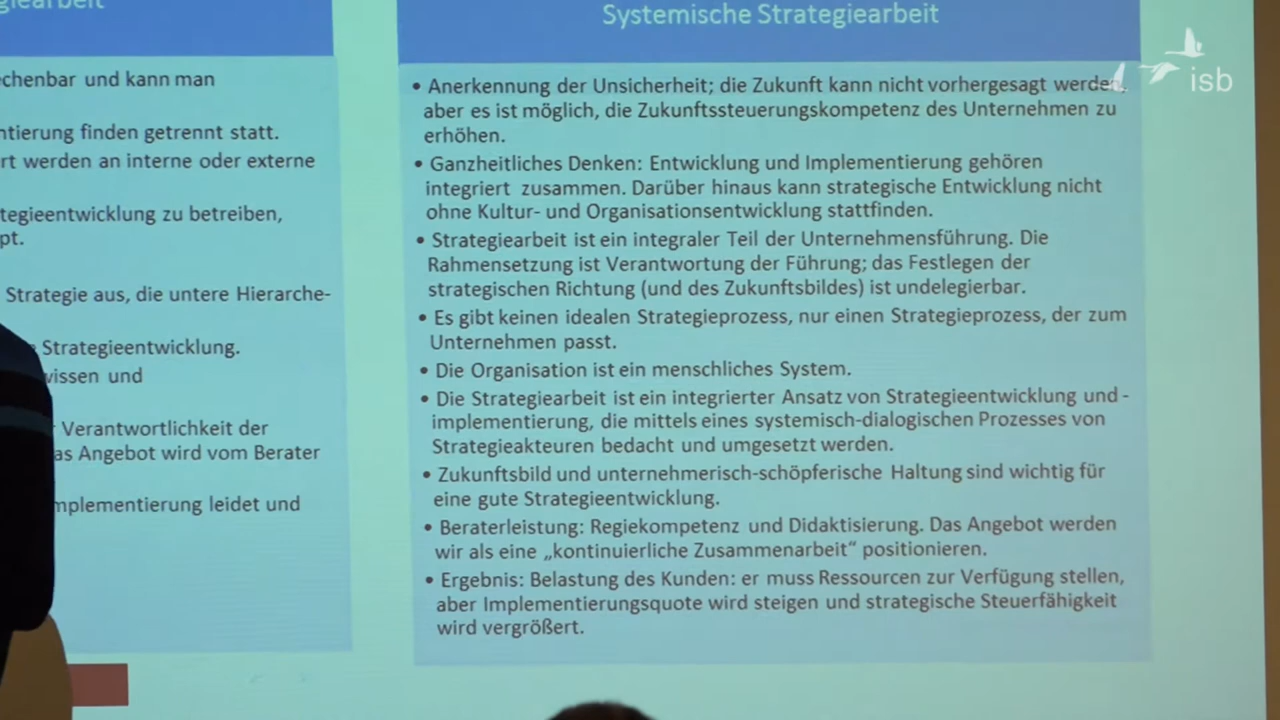 Systemische Strategiearbeit
isb
und kann man
finden getrennt statt.
werden an interne oder externe
zu betreiben,
Strategie aus, die untere Hierarche-
Strategieentwicklung.
und
Verantwortlichkeit der
Angebot wird vom Berater
leidet und
• Anerkennung der Unsicherheit; die Zukunft kann nicht vorhergesagt werden,
aber es ist möglich, die Zukunftssteuerungskompetenz des Unternehmen zu
erhöhen.
• Ganzheitliches Denken: Entwicklung und Implementierung gehören
integriert zusammen. Darüber hinaus kann strategische Entwicklung nicht
ohne Kultur- und Organisationsentwicklung stattfinden.
• Strategiearbeit ist ein integraler Teil der Unternehmensführung. Die
Rahmensetzung ist Verantwortung der Führung; das Festlegen der
strategischen Richtung (und des Zukunftsbildes) ist undelegierbar.
• Es gibt keinen idealen Strategieprozess, nur einen Strategieprozess, der zum
Unternehmen passt.
• Die Organisation ist ein menschliches System.
• Die Strategiearbeit ist ein integrierter Ansatz von Strategieentwicklung und -
implementierung, die mittels eines systemisch-dialogischen Prozesses von
Strategieakteuren bedacht und umgesetzt werden.
• Zukunftsbild und unternehmerisch-schöpferische Haltung sind wichtig für
eine gute Strategieentwicklung.
• Beraterleistung: Regiekompetenz und Didaktisierung. Das Angebot werden
wir als eine „kontinuierliche Zusammenarbeit“ positionieren.
• Ergebnis: Belastung des Kunden: er muss Ressourcen zur Verfügung stellen,
aber Implementierungsquote wird steigen und strategische Steuerfähigkeit
wird vergrößert.